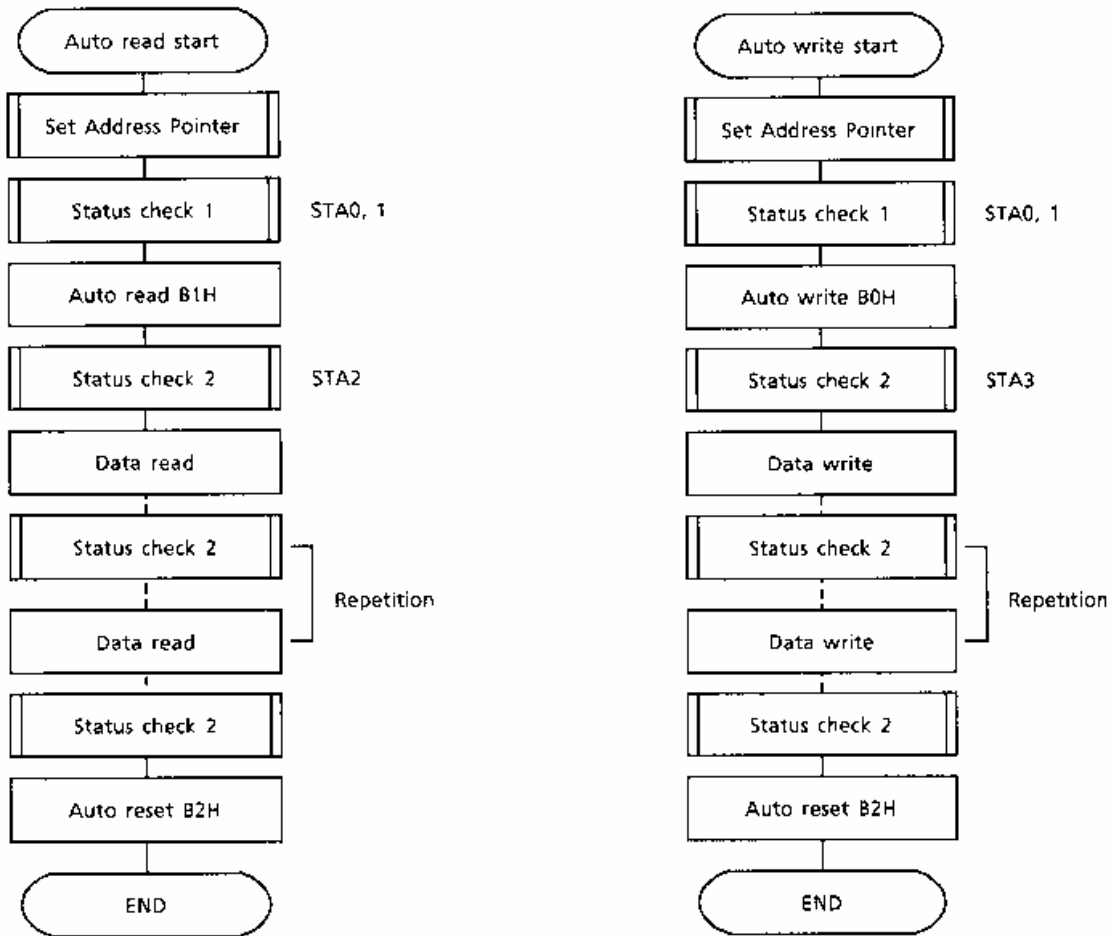 Auto read start
Set Address Pointer
Status check 1
STA0, 1
Auto read B1H
Status check 2
STA2
Data read
Status check 2
Repetition
Data read
Status check 2
Auto reset B2H
END
Auto write start
Set Address Pointer
Status check 1
STA0, 1
Auto write B0H
Status check 2
STA3
Data write
Status check 2
Repetition
Data write
Status check 2
Auto reset B2H
END